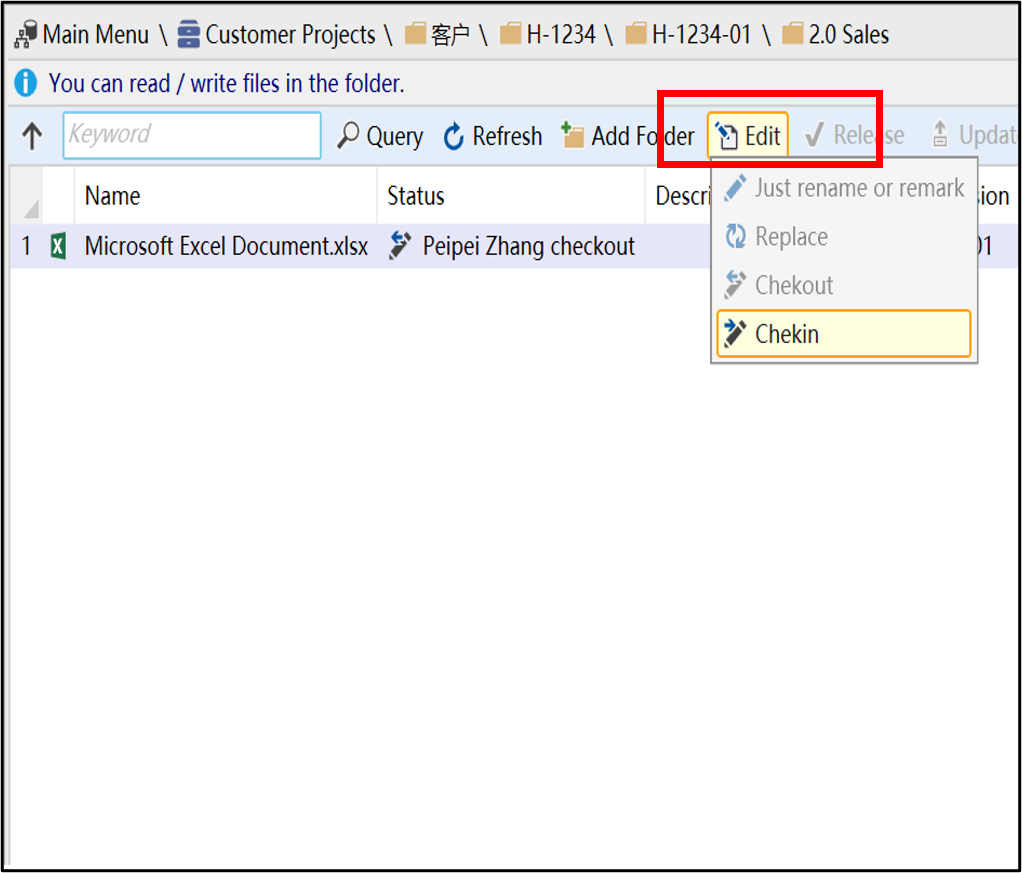 Main Menu \ Customer Projects \ 客户 \ H-1234 \ H-1234-01 \ 2.0 Sales
You can read / write files in the folder.
Keyword Query Refresh Add Folder Edit Release Updat
Name Status Descri sion
1 Microsoft Excel Document.xlsx Peipei Zhang checkout 01
Just rename or remark
Replace
Chekout
Chekin